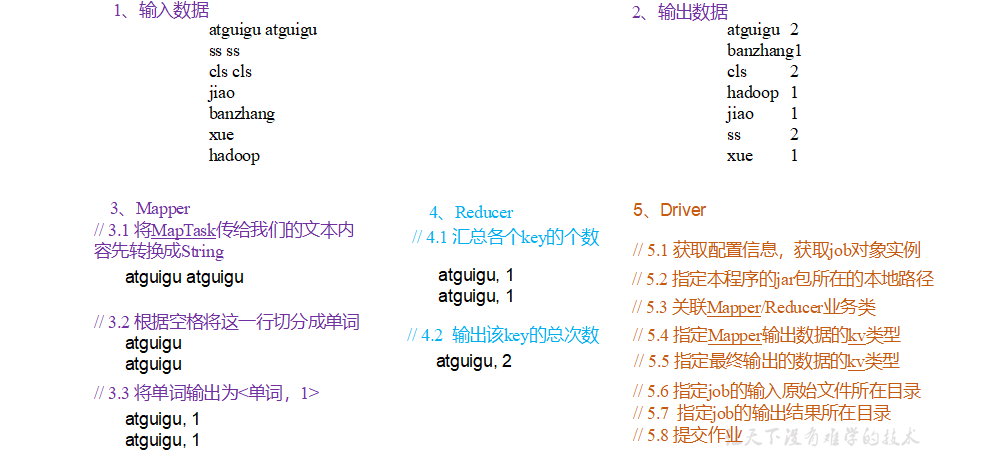 1、输入数据
atguigu atguigu
ss ss
cls cls
jiao
banzhang
xue
hadoop
2、输出数据
atguigu 2
banzhang1
cls 2
hadoop 1
jiao 1
ss 2
xue 1
3、Mapper
// 3.1 将MapTask传给我们的文本内
容先转换成String
atguigu atguigu
// 3.2 根据空格将这一行切分成单词
atguigu
atguigu
// 3.3 将单词输出为<单词，1>
atguigu, 1
atguigu, 1
4、Reducer
// 4.1 汇总各个key的个数
atguigu, 1
atguigu, 1
// 4.2 输出该key的总次数
atguigu, 2
5、Driver
// 5.1 获取配置信息，获取job对象实例
// 5.2 指定本程序的jar包所在的本地路径
// 5.3 关联Mapper/Reducer业务类
// 5.4 指定Mapper输出数据的kv类型
// 5.5 指定最终输出的数据的kv类型
// 5.6 指定job的输入原始文件所在目录
// 5.7 指定job的输出结果所在目录
// 5.8 提交作业
天下没有难学的技术